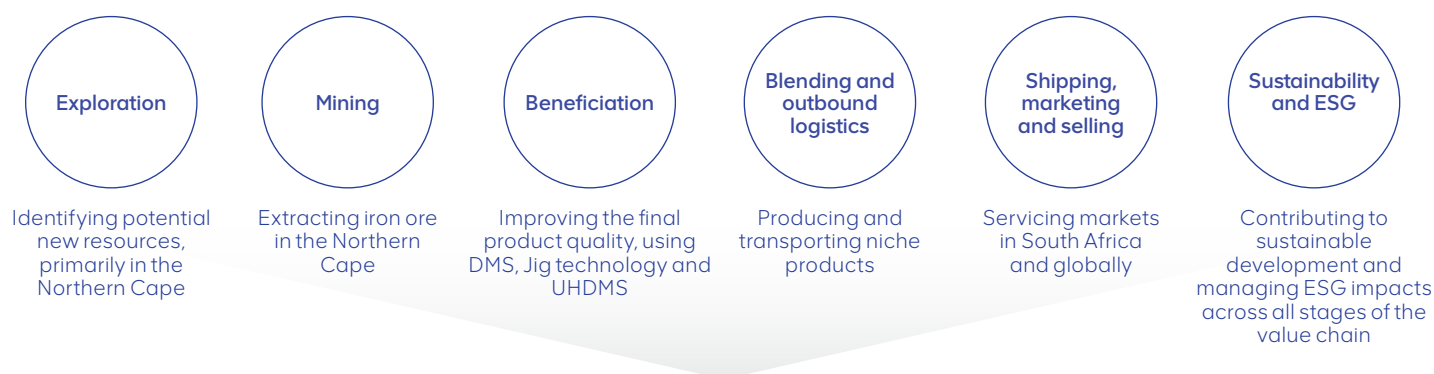 Exploration
Identifying potential
new resources,
primarily in the
Northern Cape
Mining
Extracting iron ore
in the Northern
Cape
Beneficiation
Improving the final
product quality, using
DMS, Jig technology and
UHDMS
Blending and
outbound
logistics
Producing and
transporting niche
products
Shipping,
marketing
and selling
Servicing markets
in South Africa
and globally
Sustainability
and ESG
Contributing to
sustainable
development and
managing ESG impacts
across all stages of the
value chain